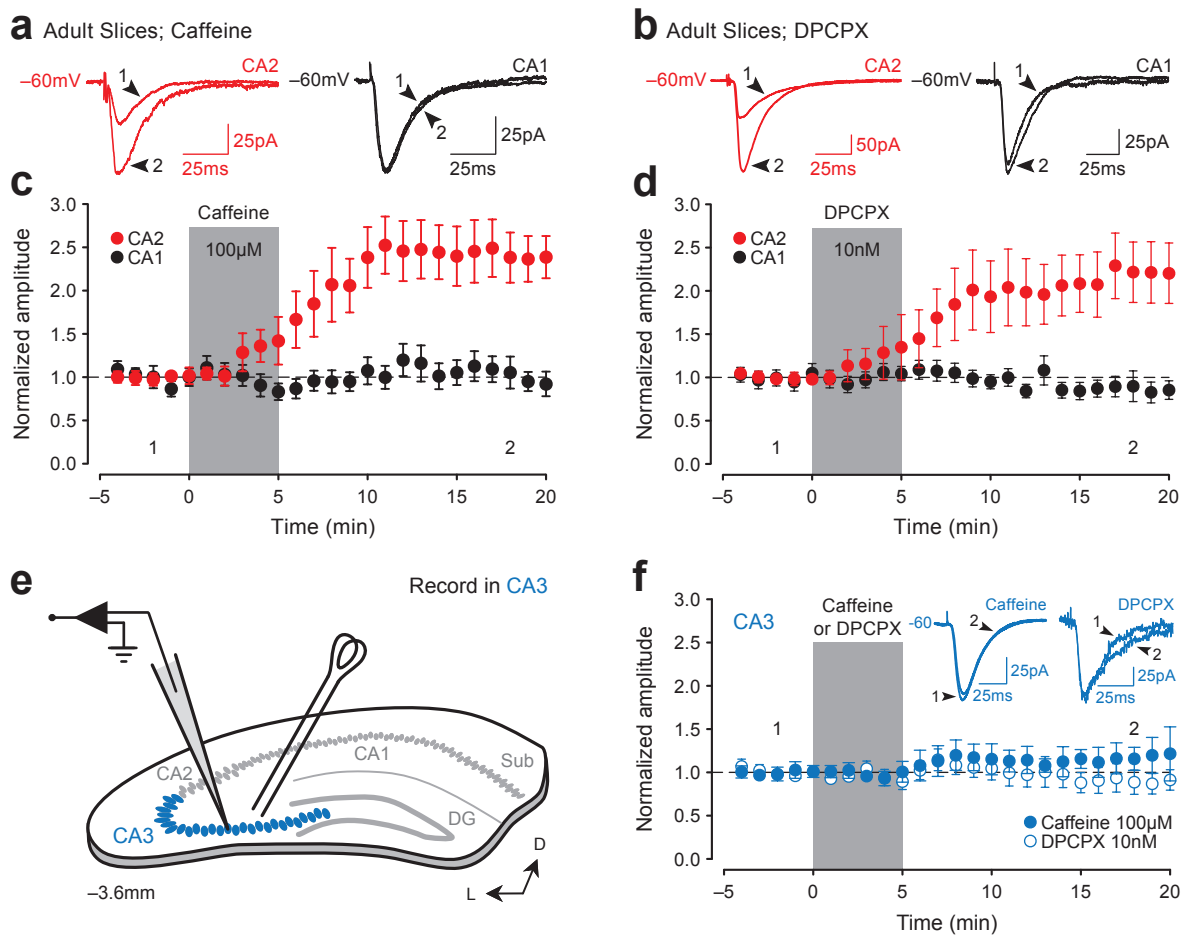 a Adult Slices; Caffeine
–60mV
1
2
CA2
25pA
25ms
–60mV
1
2
CA1
25pA
25ms
b Adult Slices; DPCPX
–60mV
1
2
CA2
50pA
25ms
–60mV
1
2
CA1
25pA
25ms
c
Normalized amplitude
3.0
2.5
2.0
1.5
1.0
0.5
0.0
CA2
CA1
Caffeine
100µM
1
2
–5 0 5 10 15 20
Time (min)
d
Normalized amplitude
3.0
2.5
2.0
1.5
1.0
0.5
0.0
CA2
CA1
DPCPX
10nM
1
2
–5 0 5 10 15 20
Time (min)
e
Record in CA3
CA2
CA1
Sub
CA3
DG
D
L
–3.6mm
f
Normalized amplitude
3.0
2.5
2.0
1.5
1.0
0.5
0.0
CA3
Caffeine
or DPCPX
-60
Caffeine
2
1
25pA
25ms
DPCPX
1
2
25pA
25ms
1
2
Caffeine 100µM
DPCPX 10nM
–5 0 5 10 15 20
Time (min)